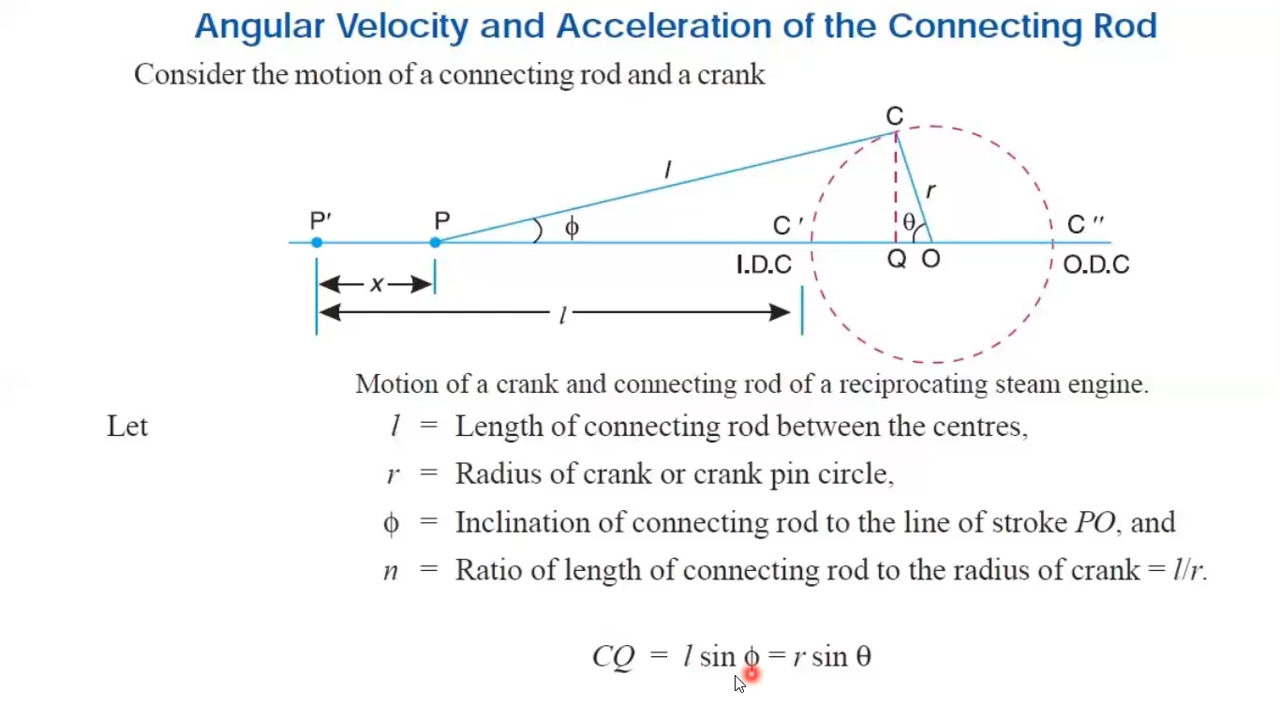 Angular Velocity and Acceleration of the Connecting Rod
Consider the motion of a connecting rod and a crank
C
l
r
P′
P
ϕ
C ′
θ
C ″
I.D.C
Q O
O.D.C
x
l
Motion of a crank and connecting rod of a reciprocating steam engine.
Let l = Length of connecting rod between the centres,
r = Radius of crank or crank pin circle,
ϕ = Inclination of connecting rod to the line of stroke PO, and
n = Ratio of length of connecting rod to the radius of crank = l/r.
CQ = l sin ϕ = r sin θ